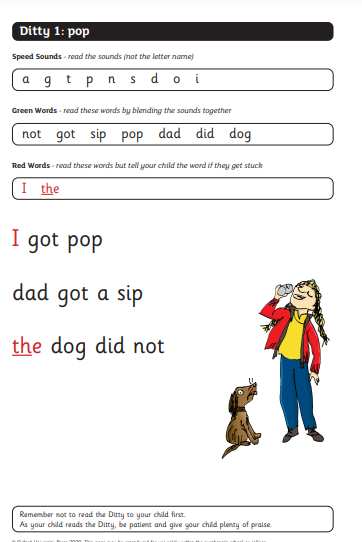 Ditty 1: pop
Speed Sounds - read the sounds (not the letter name)
a g t p n s d o i
Green Words - read these words by blending the sounds together
not got sip pop dad did dog
Red Words - read these words but tell your child the word if they get stuck
I the
I got pop
dad got a sip
the dog did not
Remember not to read the Ditty to your child first.
As your child reads the Ditty, be patient and give your child plenty of praise.